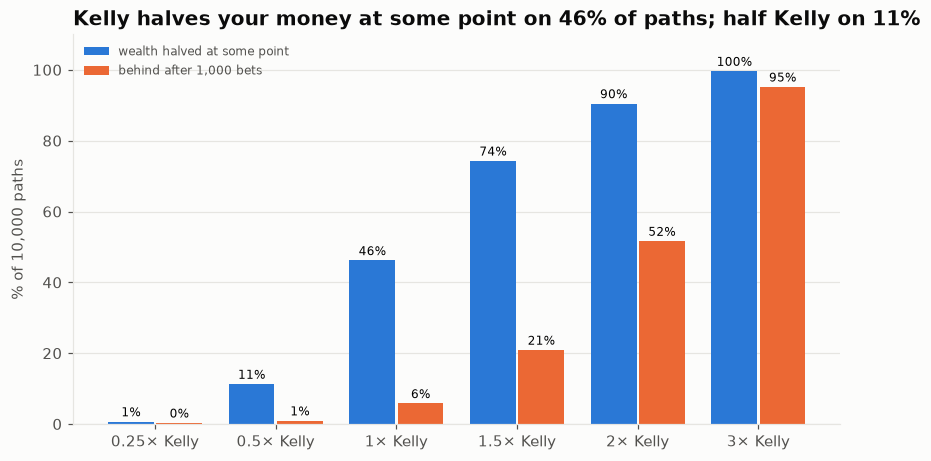 Kelly halves your money at some point on 46% of paths; half Kelly on 11%
wealth halved at some point
behind after 1,000 bets
% of 10,000 paths
100
80
60
40
20
0
1%
0%
11%
1%
46%
6%
74%
21%
90%
52%
100%
95%
0.25× Kelly
0.5× Kelly
1× Kelly
1.5× Kelly
2× Kelly
3× Kelly